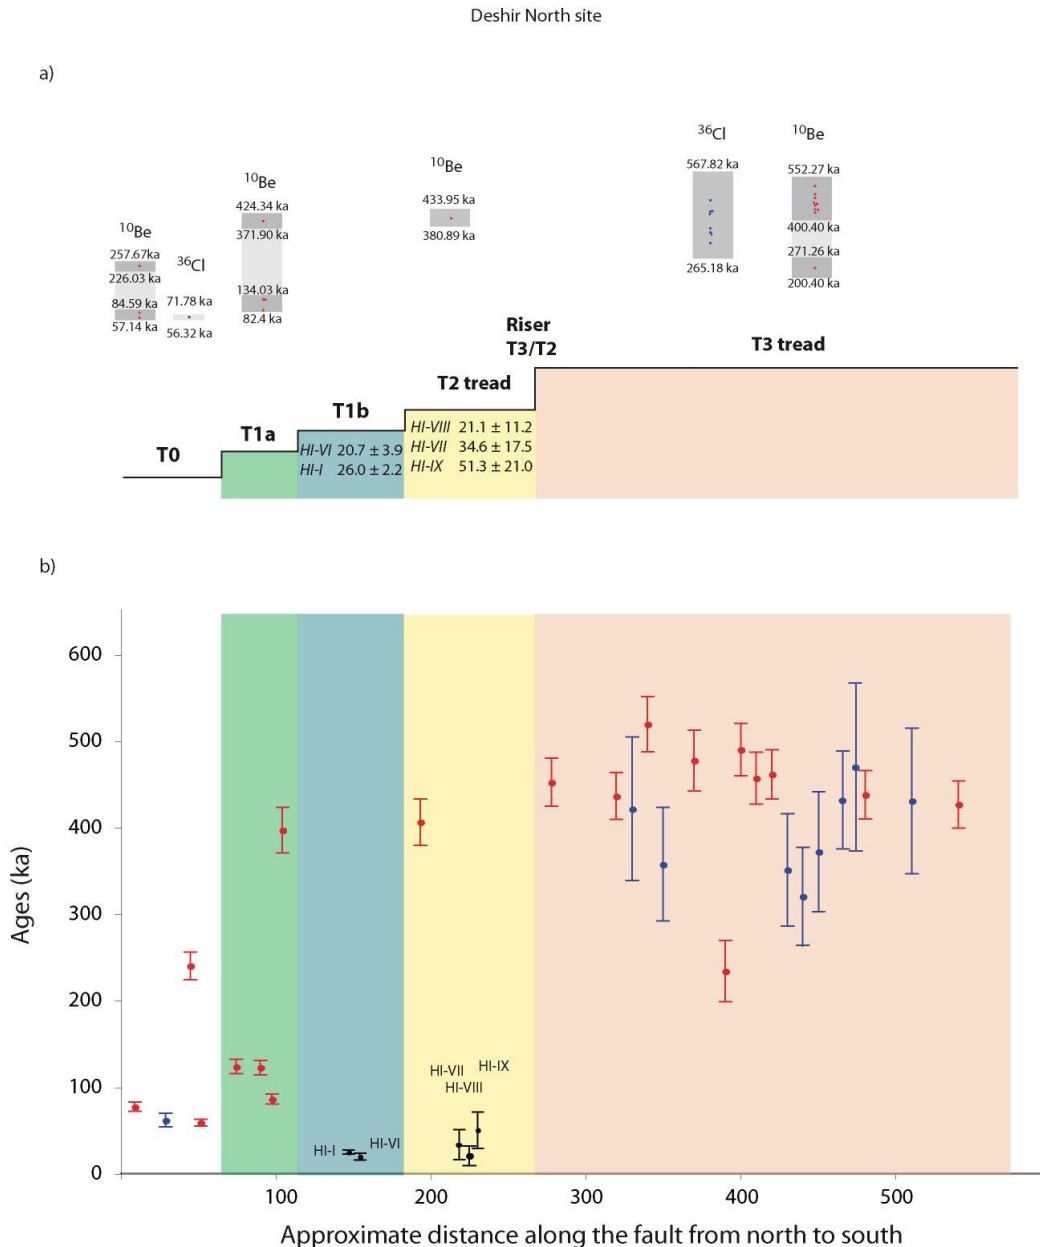 Deshir North site
a)
³⁶Cl
¹⁰Be
567.82 ka
552.27 ka
¹⁰Be
433.95 ka
¹⁰Be
424.34 ka
400.40 ka
380.89 ka
371.90 ka
265.18 ka
271.26 ka
200.40 ka
¹⁰Be
³⁶Cl
257.67ka
226.03 ka
84.59 ka
71.78 ka
134.03 ka
57.14 ka
56.32 ka
82.4 ka
Riser
T3/T2
T3 tread
T2 tread
T1b
T1a
T0
HI-VI 20.7 ± 3.9
HI-I 26.0 ± 2.2
HI-VIII 21.1 ± 11.2
HI-VII 34.6 ± 17.5
HI-IX 51.3 ± 21.0
b)
600
500
400
300
200
100
0
Ages (ka)
HI-I
HI-VI
HI-VII
HI-VIII
HI-IX
100
200
300
400
500
Approximate distance along the fault from north to south